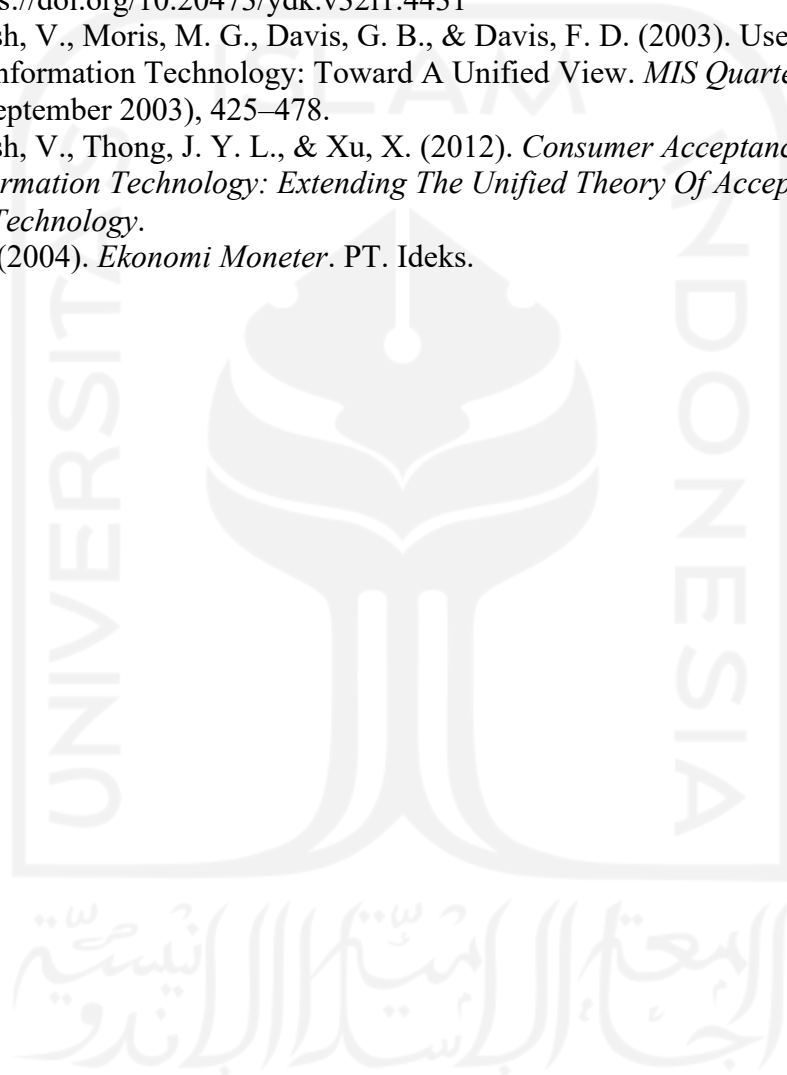 s://doi.org/10.20473/ydk.v32i1.4431
sh, V., Moris, M. G., Davis, G. B., & Davis, F. D. (2003). Use
nformation Technology: Toward A Unified View. MIS Quarte
eptember 2003), 425–478.
sh, V., Thong, J. Y. L., & Xu, X. (2012). Consumer Acceptanc
rmation Technology: Extending The Unified Theory Of Accep
Technology.
(2004). Ekonomi Moneter. PT. Ideks.
ISLAM
UNIVERSITAS
INDONESIA